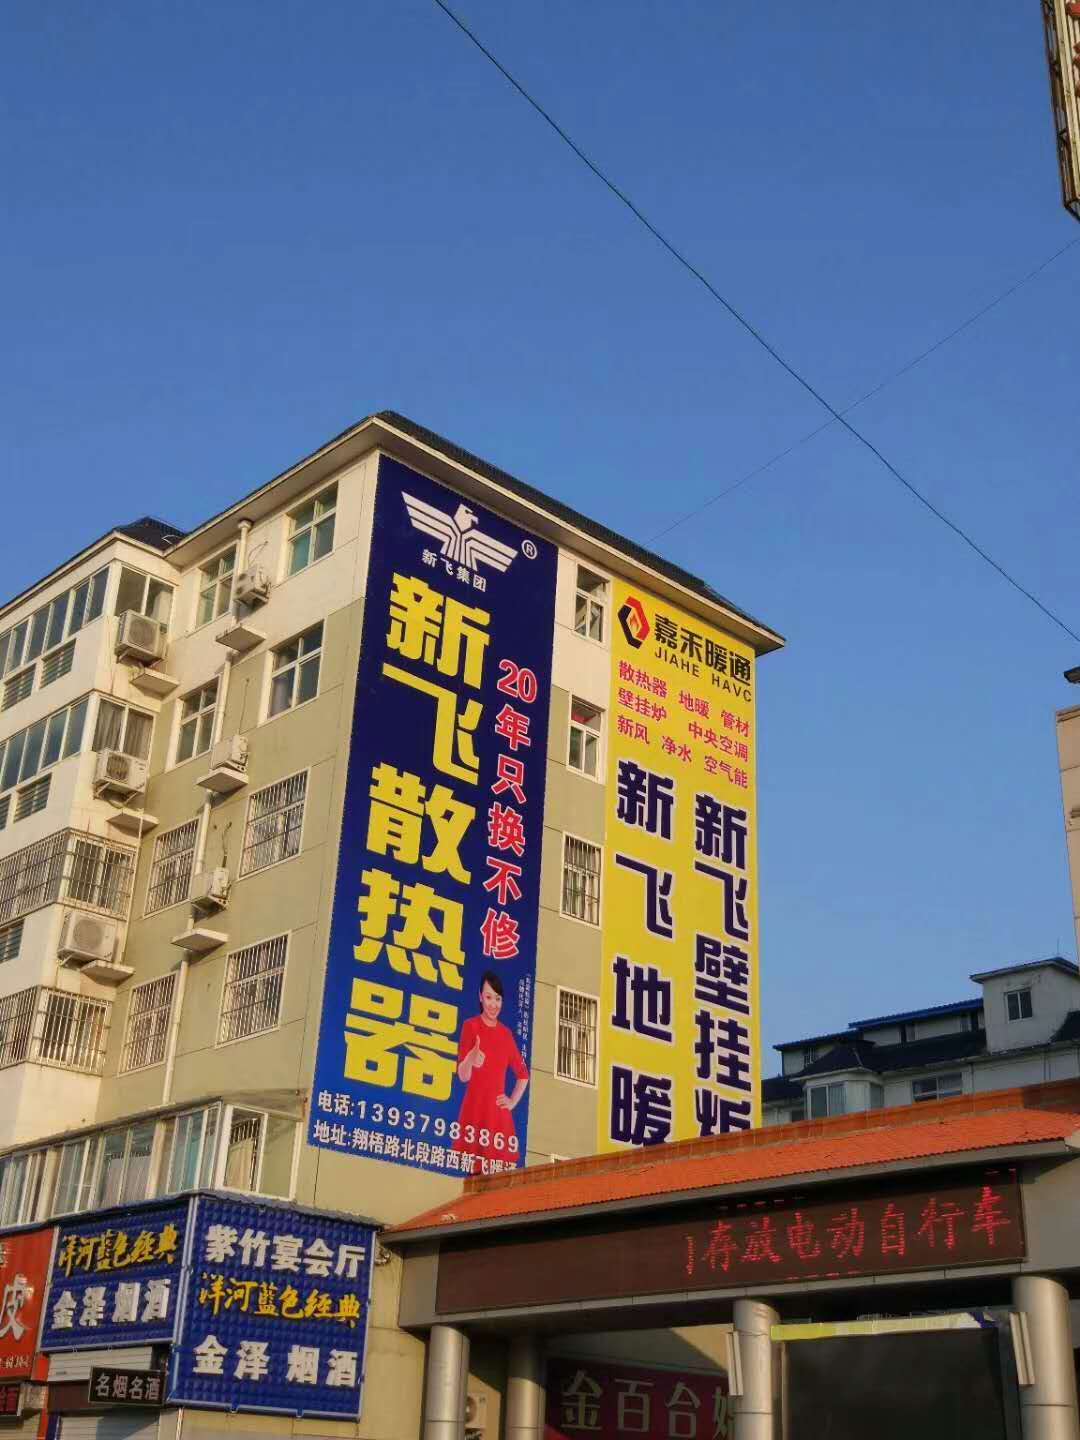 新飞集团
®
新飞散热器
20年只换不修
电话:13937983869
地址:翔梧路北段路西新飞暖通
嘉禾暖通
JIAHE HAVC
散热器 地暖 管材
壁挂炉 中央空调
新风 净水 空气能
新飞地暖
新飞壁挂炉
洋河蓝色经典
金泽烟酒
紫竹宴会厅
洋河蓝色经典
金泽 烟酒
名烟名酒
皮
存放电动自行车
金百合